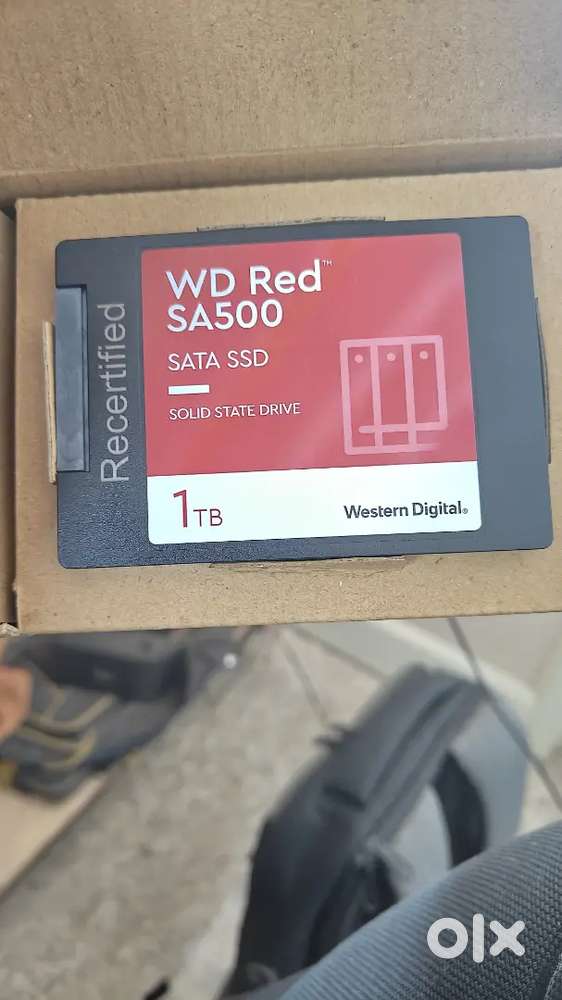 WD Red™
SA500
SATA SSD
SOLID STATE DRIVE
1TB
Western Digital®
Recertified
olx